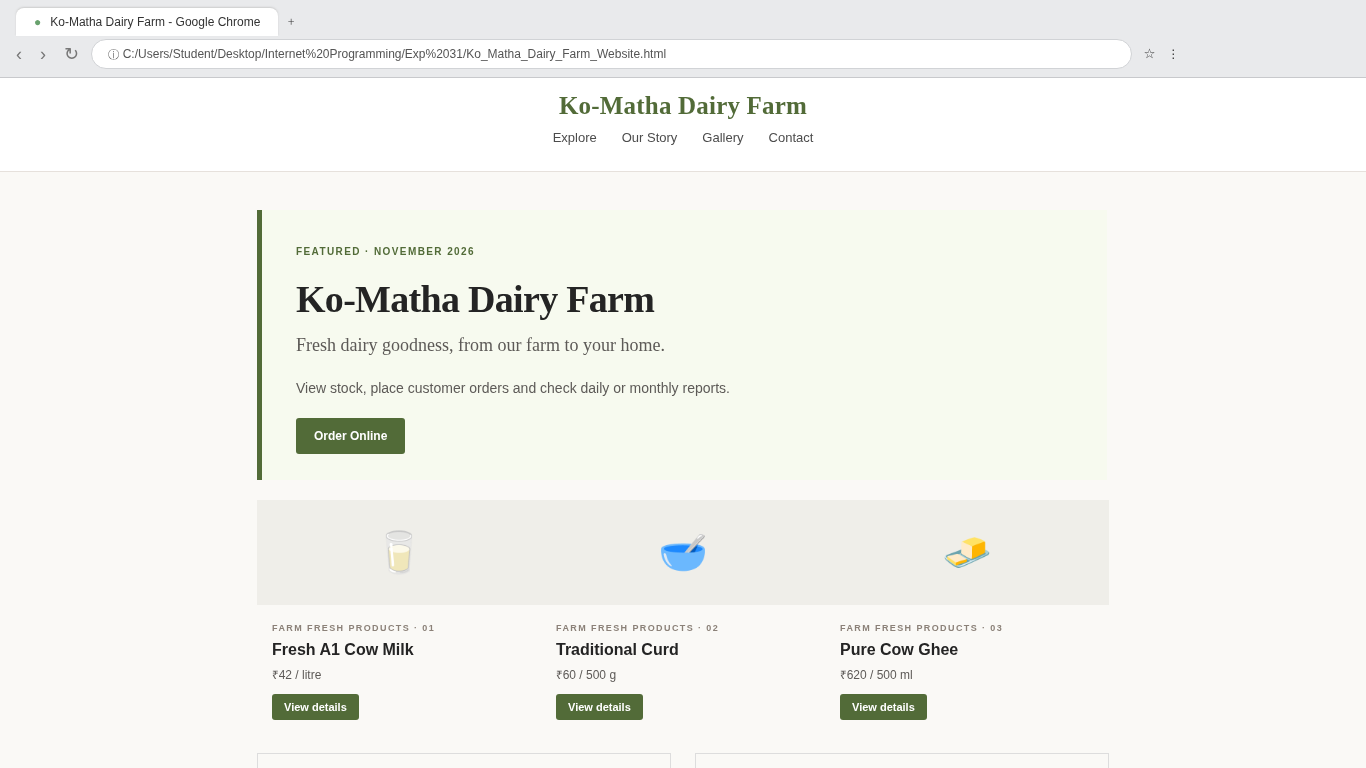 Ko-Matha Dairy Farm - Google Chrome
+
C:/Users/Student/Desktop/Internet%20Programming/Exp%2031/Ko_Matha_Dairy_Farm_Website.html
Ko-Matha Dairy Farm
Explore Our Story Gallery Contact
FEATURED · NOVEMBER 2026
Ko-Matha Dairy Farm
Fresh dairy goodness, from our farm to your home.
View stock, place customer orders and check daily or monthly reports.
Order Online
FARM FRESH PRODUCTS · 01
Fresh A1 Cow Milk
₹42 / litre
View details
FARM FRESH PRODUCTS · 02
Traditional Curd
₹60 / 500 g
View details
FARM FRESH PRODUCTS · 03
Pure Cow Ghee
₹620 / 500 ml
View details